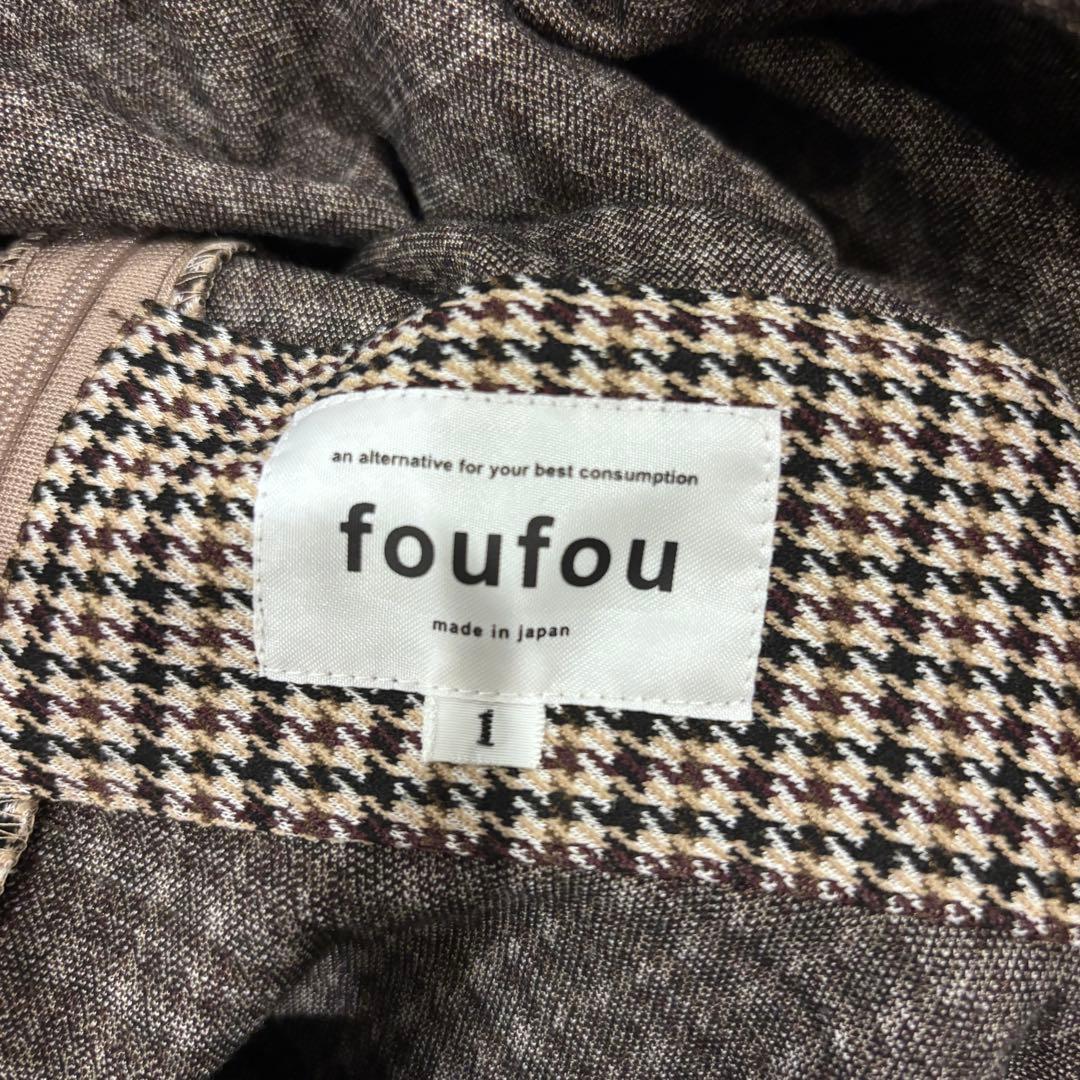 an alternative for your best consumption
foufou
made in japan
1